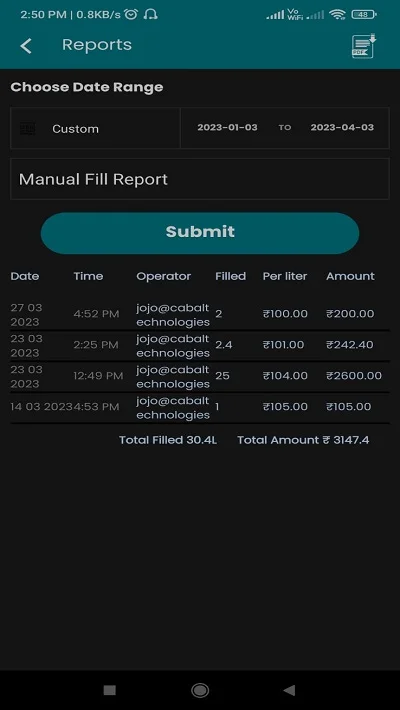 2:50 PM | 0.8KB/s
Vo WiFi
48
Reports
PDF
Choose Date Range
Custom 2023-01-03 TO 2023-04-03
Manual Fill Report
Submit
Date Time Operator Filled Per liter Amount
27 03 2023 4:52 PM jojo@cabaltechnologies 2 ₹100.00 ₹200.00
23 03 2023 2:25 PM jojo@cabaltechnologies 2.4 ₹101.00 ₹242.40
23 03 2023 12:49 PM jojo@cabaltechnologies 25 ₹104.00 ₹2600.00
14 03 2023 4:53 PM jojo@cabaltechnologies 1 ₹105.00 ₹105.00
Total Filled 30.4L Total Amount ₹ 3147.4